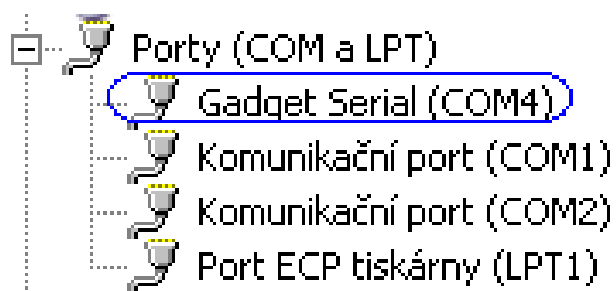 Porty (COM a LPT)
Gadget Serial (COM4)
Komunikační port (COM1)
Komunikační port (COM2)
Port ECP tiskárny (LPT1)